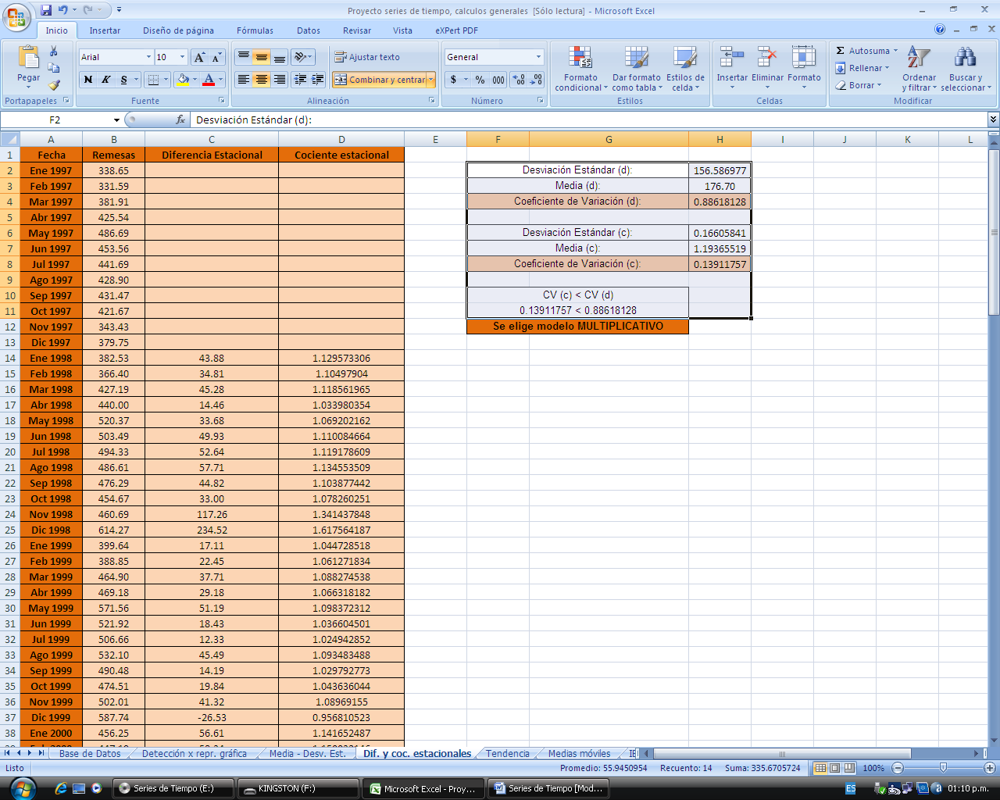 Proyecto series de tiempo, calculos generales [Sólo lectura] - Microsoft Excel
Inicio Insertar Diseño de página Fórmulas Datos Revisar Vista eXpert PDF
Arial 10 Ajustar texto General Autosuma
Pegar N K S A Combinar y centrar $ % 000 Formato condicional Dar formato como tabla Estilos de celda Insertar Eliminar Formato Rellenar Borrar Ordenar y filtrar Buscar y seleccionar
Portapapeles Fuente Alineación Número Estilos Celdas Modificar
F2 fx Desviación Estándar (d):
A B C D E F G H I J K L
1 Fecha Remesas Diferencia Estacional Cociente estacional
2 Ene 1997 338.65 Desviación Estándar (d): 156.586977
3 Feb 1997 331.59 Media (d): 176.70
4 Mar 1997 381.91 Coeficiente de Variación (d): 0.88618128
5 Abr 1997 425.54
6 May 1997 486.69 Desviación Estándar (c): 0.16605841
7 Jun 1997 453.56 Media (c): 1.19365519
8 Jul 1997 441.69 Coeficiente de Variación (c): 0.13911757
9 Ago 1997 428.90
10 Sep 1997 431.47 CV (c) < CV (d)
11 Oct 1997 421.67 0.13911757 < 0.88618128
12 Nov 1997 343.43 Se elige modelo MULTIPLICATIVO
13 Dic 1997 379.75
14 Ene 1998 382.53 43.88 1.129573306
15 Feb 1998 366.40 34.81 1.10497904
16 Mar 1998 427.19 45.28 1.118561965
17 Abr 1998 440.00 14.46 1.033980354
18 May 1998 520.37 33.68 1.069202162
19 Jun 1998 503.49 49.93 1.110084664
20 Jul 1998 494.33 52.64 1.119178609
21 Ago 1998 486.61 57.71 1.134553509
22 Sep 1998 476.29 44.82 1.103877442
23 Oct 1998 454.67 33.00 1.078260251
24 Nov 1998 460.69 117.26 1.341437848
25 Dic 1998 614.27 234.52 1.617564187
26 Ene 1999 399.64 17.11 1.044728518
27 Feb 1999 388.85 22.45 1.061271834
28 Mar 1999 464.90 37.71 1.088274538
29 Abr 1999 469.18 29.18 1.066318182
30 May 1999 571.56 51.19 1.098372312
31 Jun 1999 521.92 18.43 1.036604501
32 Jul 1999 506.66 12.33 1.024942852
33 Ago 1999 532.10 45.49 1.093483488
34 Sep 1999 490.48 14.19 1.029792773
35 Oct 1999 474.51 19.84 1.043636044
36 Nov 1999 502.01 41.32 1.08969155
37 Dic 1999 587.74 -26.53 0.956810523
38 Ene 2000 456.25 56.61 1.141652487
Base de Datos Detección x repr. gráfica Media - Desv. Est. Dif. y coc. estacionales Tendencia Medias móviles
Listo Promedio: 55.9450954 Recuento: 14 Suma: 335.6705724 100%
Series de Tiempo (E:) KINGSTON (F:) Microsoft Excel - Proy... Series de Tiempo [Mod... ES 01:10 p.m.